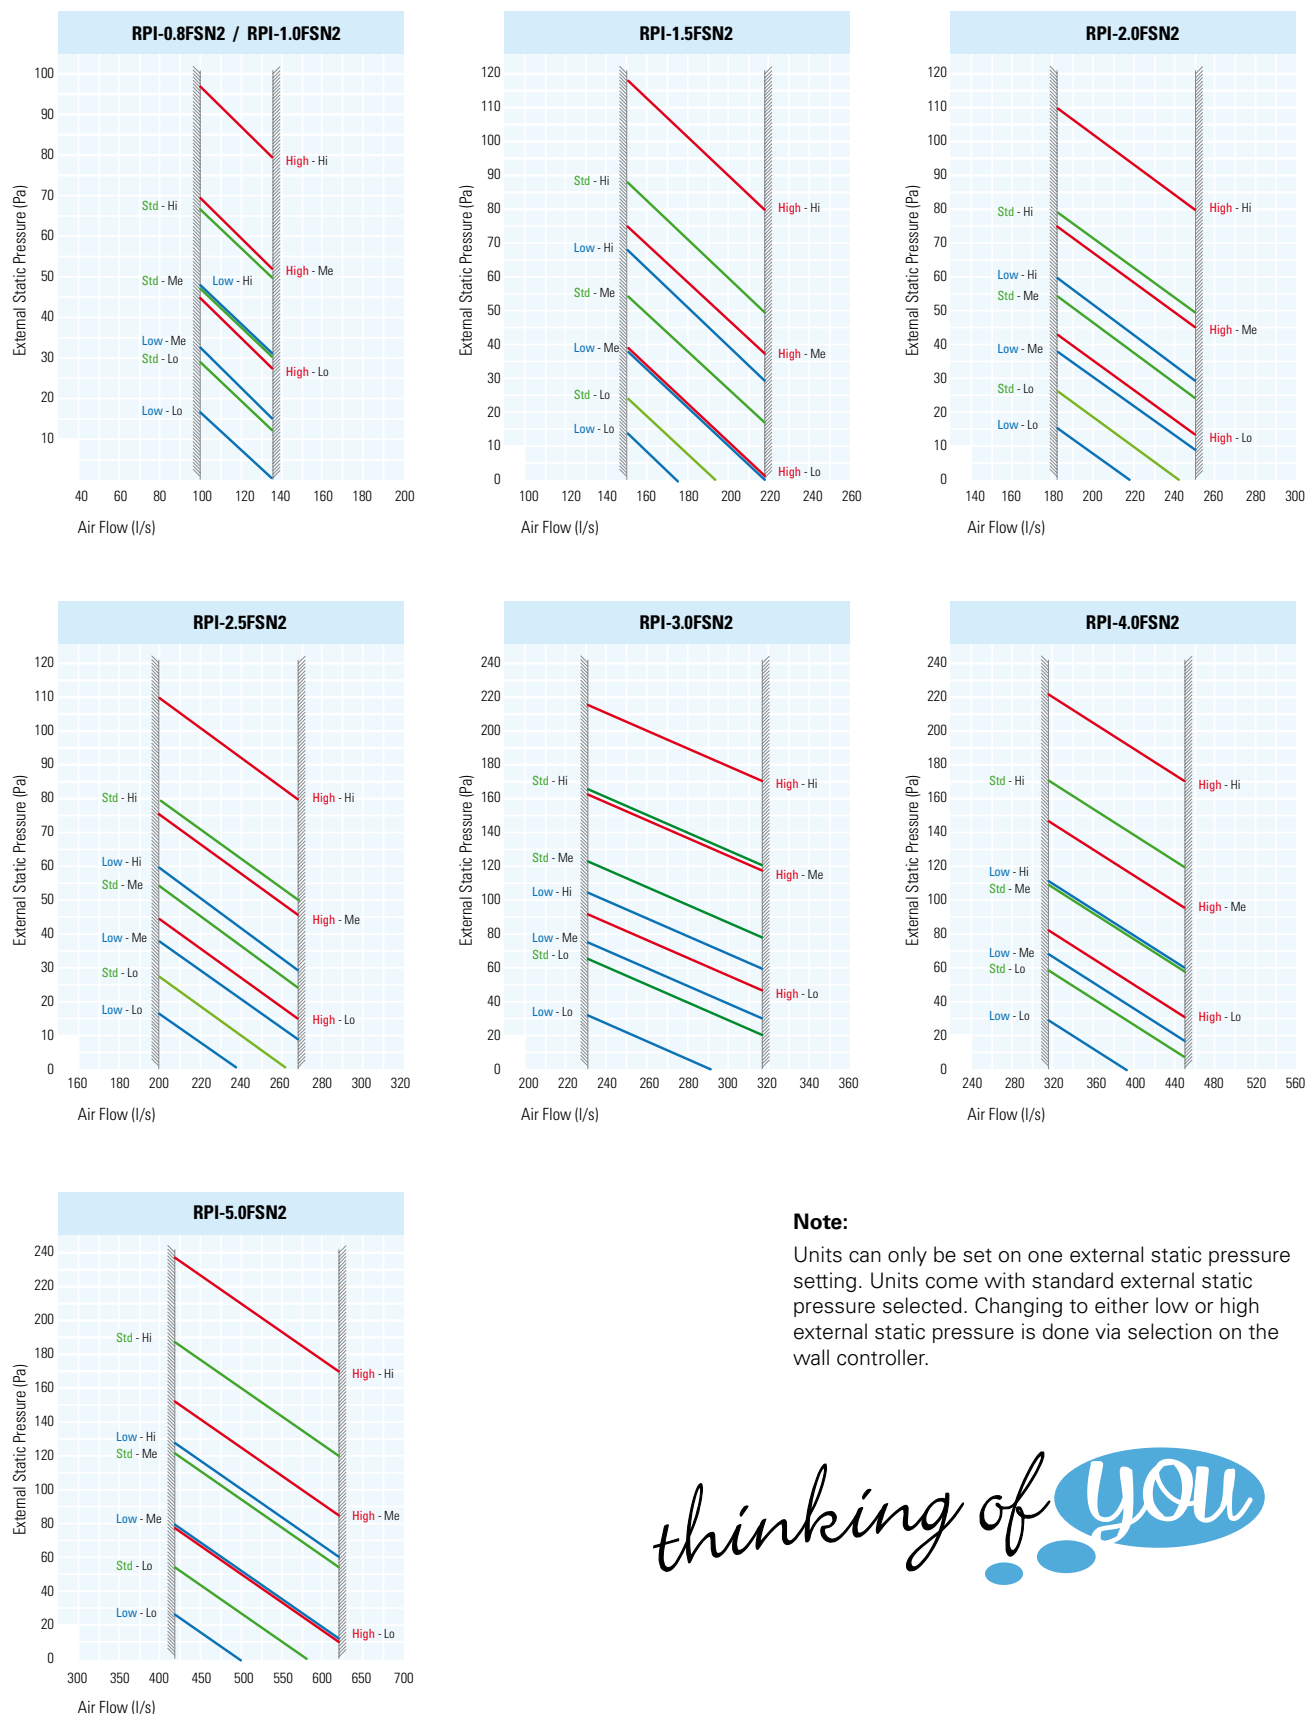 RPI-0.8FSN2 / RPI-1.0FSN2
External Static Pressure (Pa)
100
90
80
70
60
50
40
30
20
10
High - Hi
Std - Hi
High - Me
Std - Me
Low - Hi
Low - Me
Std - Lo
High - Lo
Low - Lo
40 60 80 100 120 140 160 180 200
Air Flow (l/s)
RPI-1.5FSN2
External Static Pressure (Pa)
120
110
100
90
80
70
60
50
40
30
20
10
0
Std - Hi
High - Hi
Low - Hi
Std - Me
Low - Me
High - Me
Std - Lo
Low - Lo
High - Lo
100 120 140 160 180 200 220 240 260
Air Flow (l/s)
RPI-2.0FSN2
External Static Pressure (Pa)
120
110
100
90
80
70
60
50
40
30
20
10
0
Std - Hi
High - Hi
Low - Hi
Std - Me
High - Me
Low - Me
Std - Lo
Low - Lo
High - Lo
140 160 180 200 220 240 260 280 300
Air Flow (l/s)
RPI-2.5FSN2
External Static Pressure (Pa)
120
110
100
90
80
70
60
50
40
30
20
10
0
Std - Hi
High - Hi
Low - Hi
Std - Me
High - Me
Low - Me
Std - Lo
Low - Lo
High - Lo
160 180 200 220 240 260 280 300 320
Air Flow (l/s)
RPI-3.0FSN2
External Static Pressure (Pa)
240
220
200
180
160
140
120
100
80
60
40
20
0
Std - Hi
High - Hi
Std - Me
High - Me
Low - Hi
Low - Me
Std - Lo
High - Lo
Low - Lo
200 220 240 260 280 300 320 340 360
Air Flow (l/s)
RPI-4.0FSN2
External Static Pressure (Pa)
240
220
200
180
160
140
120
100
80
60
40
20
0
Std - Hi
High - Hi
Low - Hi
Std - Me
High - Me
Low - Me
Std - Lo
Low - Lo
High - Lo
240 280 320 360 400 440 480 520 560
Air Flow (l/s)
RPI-5.0FSN2
External Static Pressure (Pa)
240
220
200
180
160
140
120
100
80
60
40
20
0
Std - Hi
High - Hi
Low - Hi
Std - Me
Low - Me
High - Me
Std - Lo
Low - Lo
High - Lo
300 350 400 450 500 550 600 650 700
Air Flow (l/s)
Note:
Units can only be set on one external static pressure
setting. Units come with standard external static
pressure selected. Changing to either low or high
external static pressure is done via selection on the
wall controller.
thinking of you